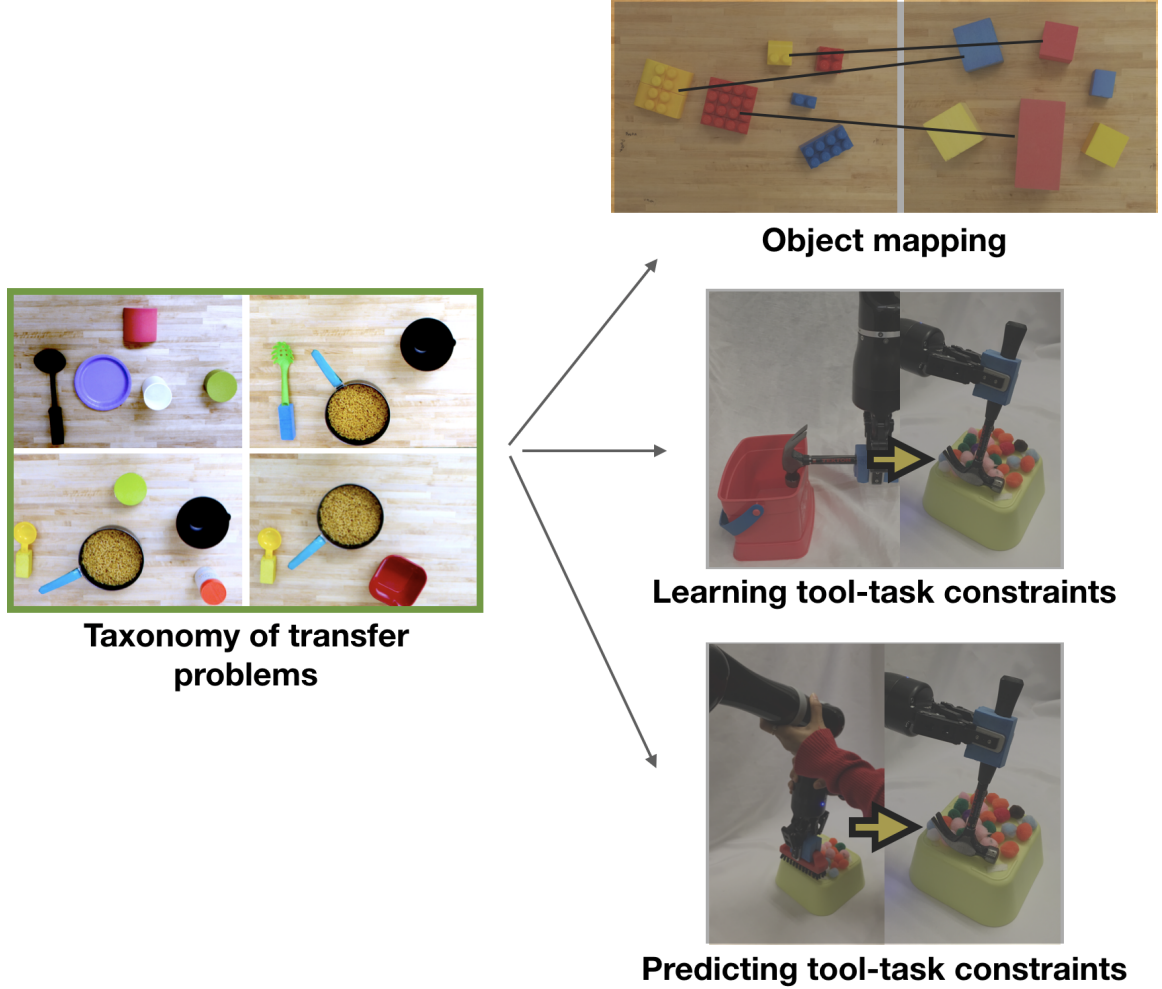 Object mapping
Learning tool-task constraints
Taxonomy of transfer
problems
Predicting tool-task constraints